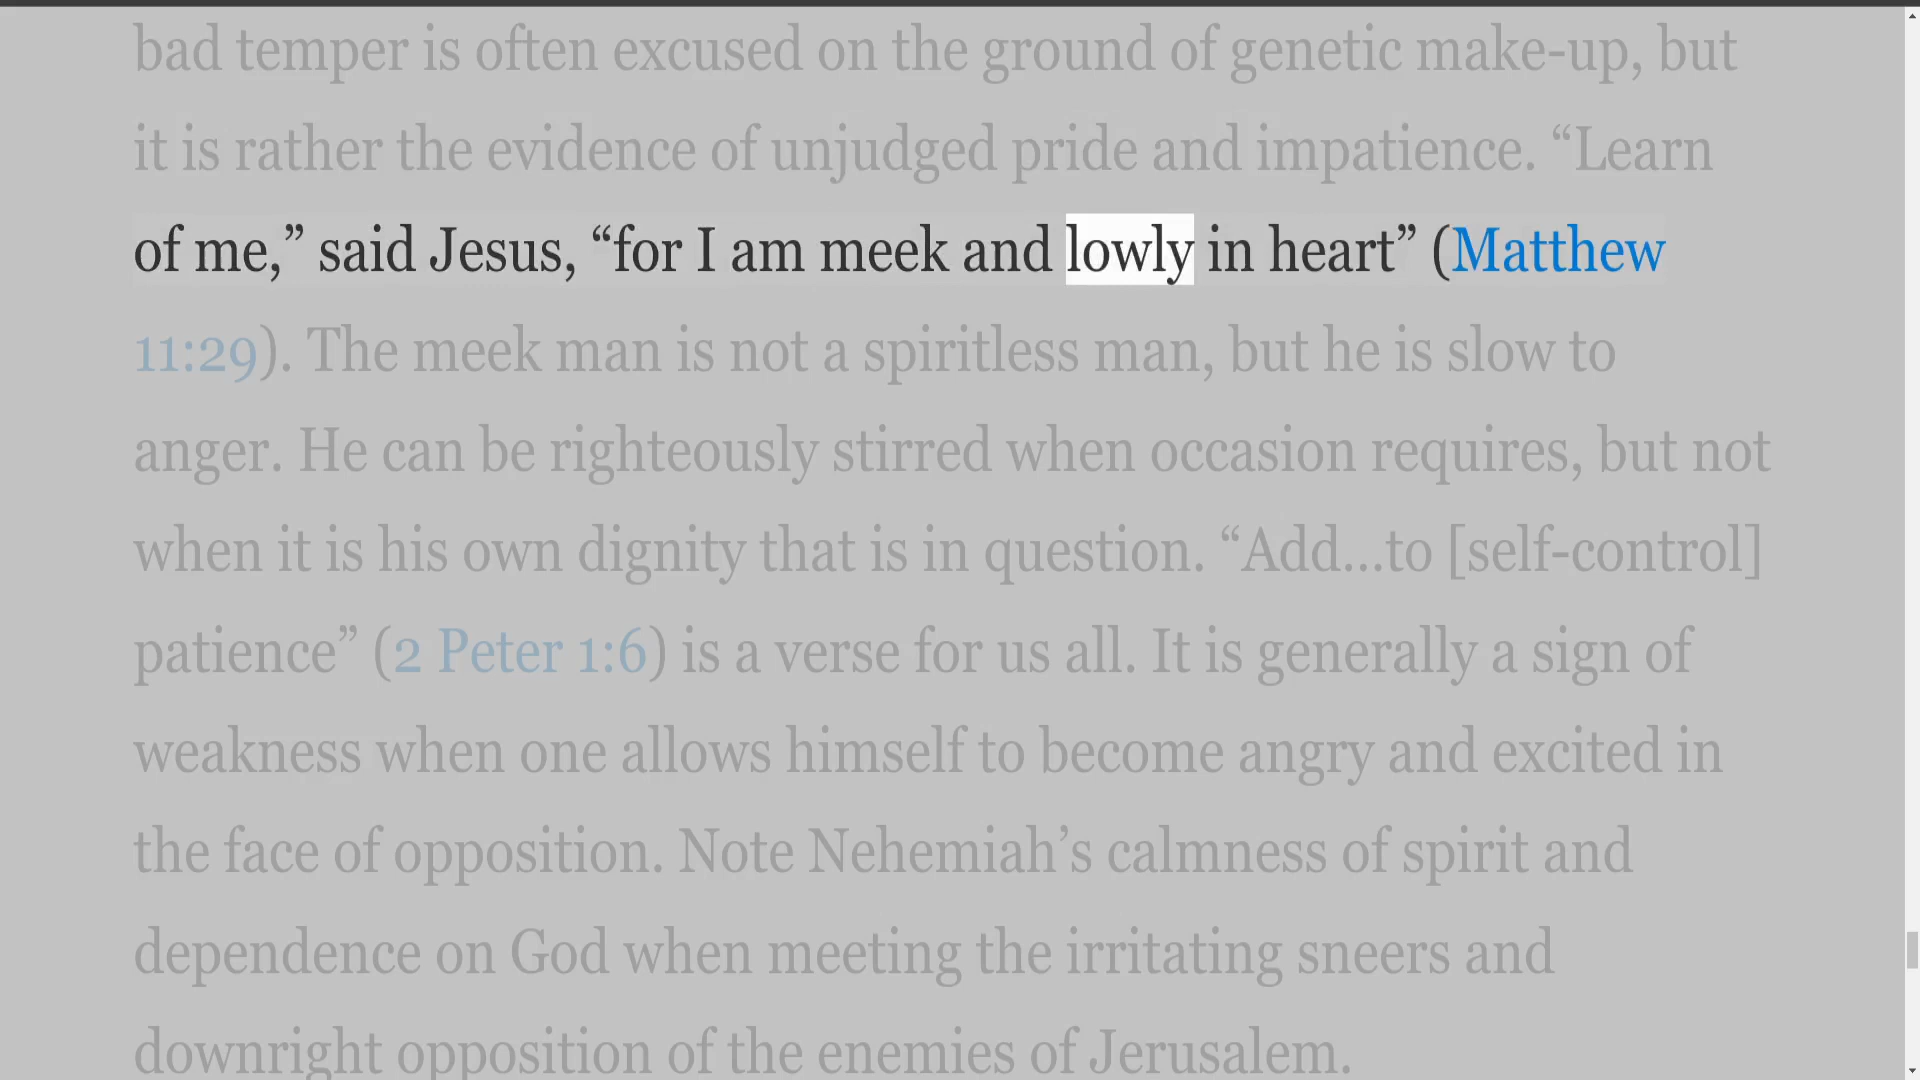 bad temper is often excused on the ground of genetic make-up, but
it is rather the evidence of unjudged pride and impatience. “Learn
of me,” said Jesus, “for I am meek and lowly in heart” (Matthew
11:29). The meek man is not a spiritless man, but he is slow to
anger. He can be righteously stirred when occasion requires, but not
when it is his own dignity that is in question. “Add...to [self-control]
patience” (2 Peter 1:6) is a verse for us all. It is generally a sign of
weakness when one allows himself to become angry and excited in
the face of opposition. Note Nehemiah’s calmness of spirit and
dependence on God when meeting the irritating sneers and
downright opposition of the enemies of Jerusalem.